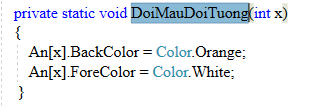 private static void DoiMauDoiTuong(int x)
{
An[x].BackColor = Color.Orange;
An[x].ForeColor = Color.White;
}